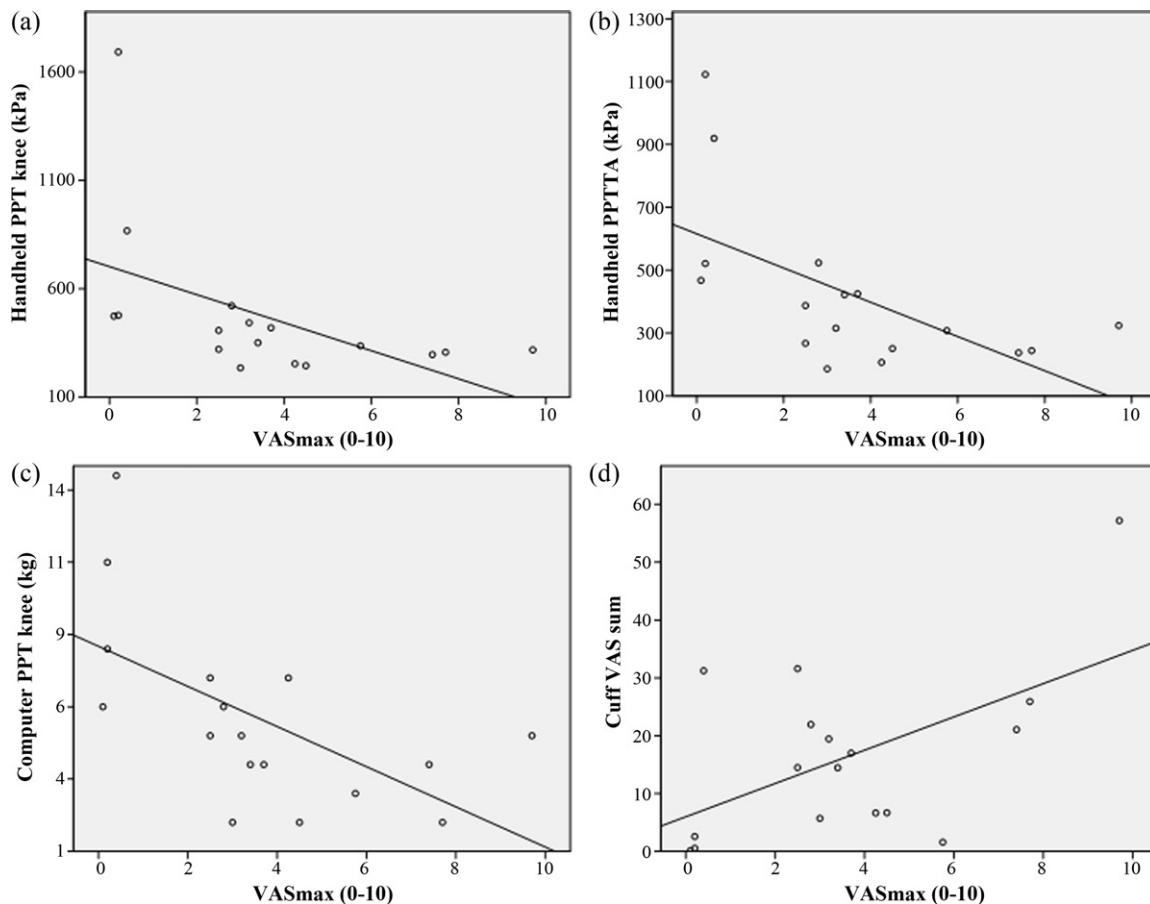 (a)
Handheld PPT knee (kPa)
1600
1100
600
100
0 2 4 6 8 10
VASmax (0-10)
(b)
Handheld PPTTA (kPa)
1300
1100
900
700
500
300
100
0 2 4 6 8 10
VASmax (0-10)
(c)
Computer PPT knee (kg)
14
11
9
6
4
1
0 2 4 6 8 10
VASmax (0-10)
(d)
Cuff VAS sum
60
50
40
30
20
10
0
0 2 4 6 8 10
VASmax (0-10)